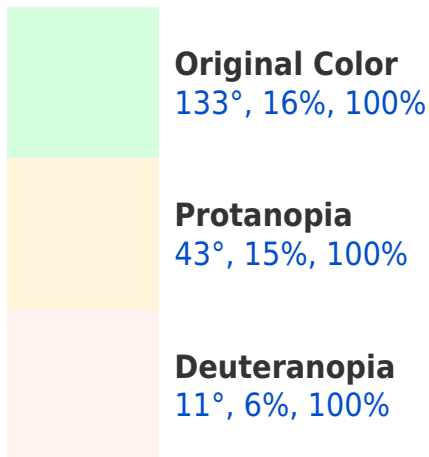 Original Color
133°, 16%, 100%
Protanopia
43°, 15%, 100%
Deuteranopia
11°, 6%, 100%